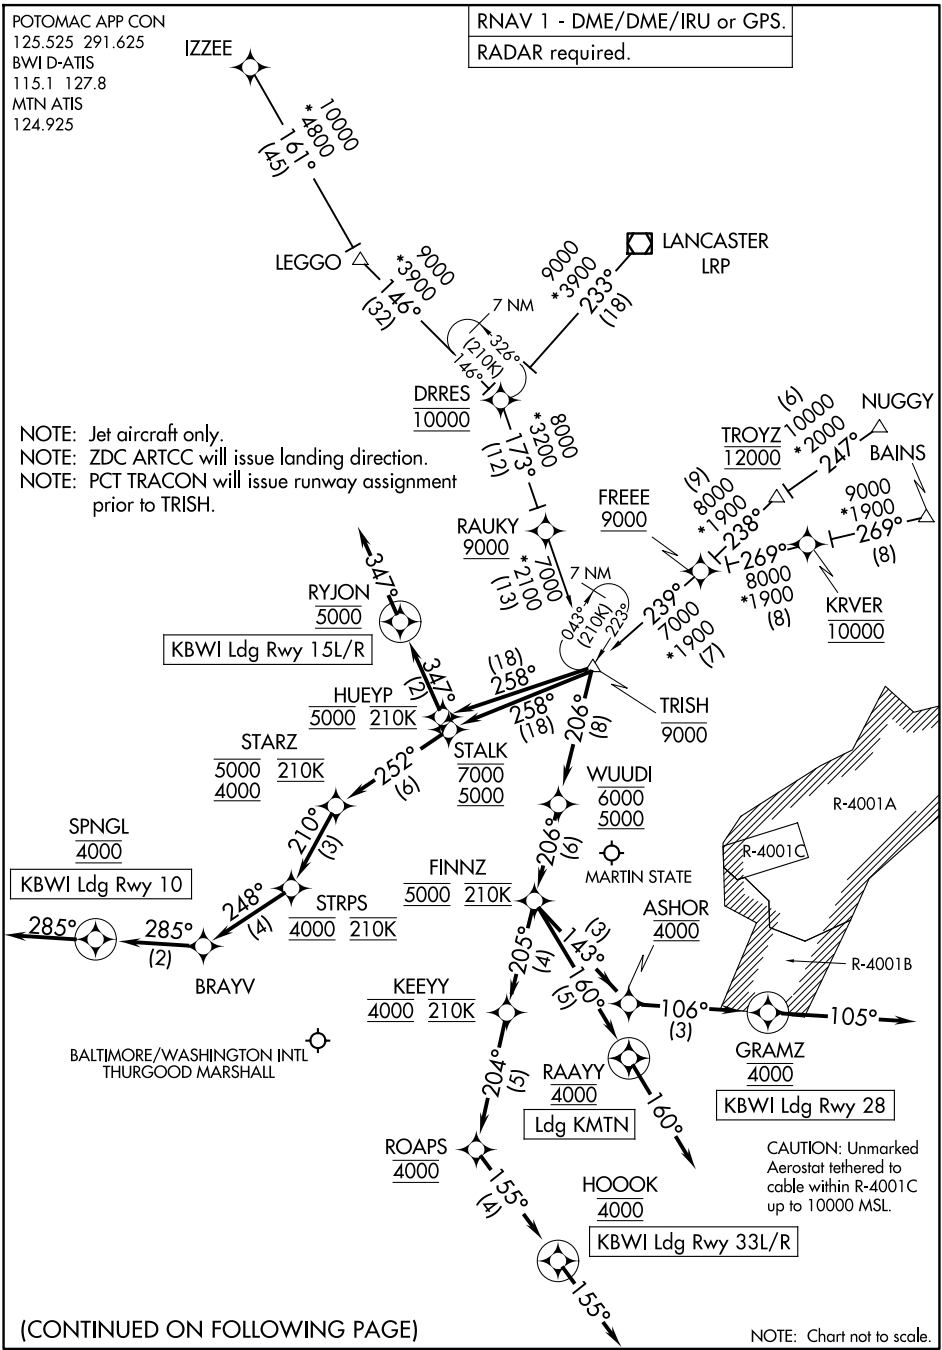 POTOMAC APP CON
125.525 291.625
BWI D-ATIS
115.1 127.8
MTN ATIS
124.925
RNAV 1 - DME/DME/IRU or GPS.
RADAR required.
IZZEE
10000
*4800
161°
(45)
LEGGO
9000
*3900
146°
(32)
LANCASTER
LRP
9000
*3900
233°
(18)
7 NM
326°
(210K)
146°
DRRES
10000
8000
*3200
173°
(12)
NOTE: Jet aircraft only.
NOTE: ZDC ARTCC will issue landing direction.
NOTE: PCT TRACON will issue runway assignment
prior to TRISH.
NUGGY
(6)
10000
*2000
247°
TROYZ
12000
BAINS
9000
*1900
269°
(8)
(9)
8000
*1900
238°
FREEE
9000
269°
8000
*1900
(8)
KRVER
10000
RAUKY
9000
7000
*2100
(13)
7 NM
043°
(210K)
223°
239°
7000
*1900
(7)
347°
RYJON
5000
KBWI Ldg Rwy 15L/R
347°
(2)
(18)
258°
258°
(18)
TRISH
9000
HUEYP
5000 210K
STALK
7000
5000
206°
(8)
STARZ
5000 210K
4000
252°
(6)
WUUDI
6000
5000
R-4001A
R-4001C
R-4001B
SPNGL
4000
KBWI Ldg Rwy 10
210°
(3)
206°
(6)
MARTIN STATE
FINNZ
5000 210K
STRPS
4000 210K
248°
(4)
ASHOR
4000
285°
285°
(2)
BRAYV
(3)
143°
205°
(4)
160°
(5)
KEEYY
4000 210K
106°
(3)
105°
GRAMZ
4000
KBWI Ldg Rwy 28
BALTIMORE/WASHINGTON INTL
THURGOOD MARSHALL
RAAYY
4000
Ldg KMTN
160°
204°
(5)
ROAPS
4000
155°
(4)
CAUTION: Unmarked
Aerostat tethered to
cable within R-4001C
up to 10000 MSL.
HOOOK
4000
KBWI Ldg Rwy 33L/R
155°
(CONTINUED ON FOLLOWING PAGE)
NOTE: Chart not to scale.